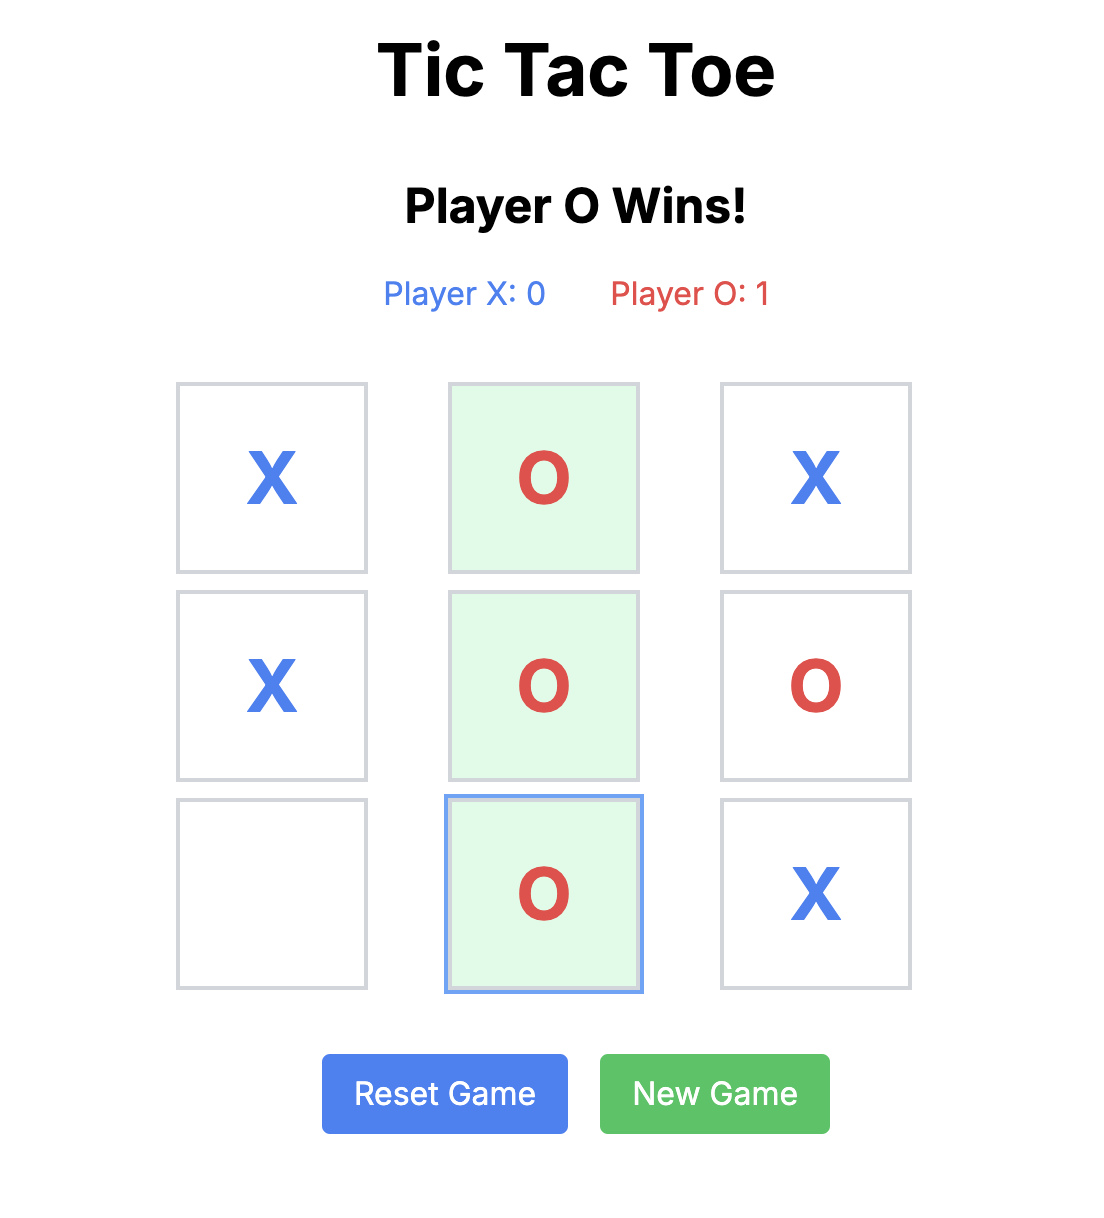 Tic Tac Toe
Player O Wins!
Player X: 0 Player O: 1
X O X
X O O
O X
Reset Game New Game